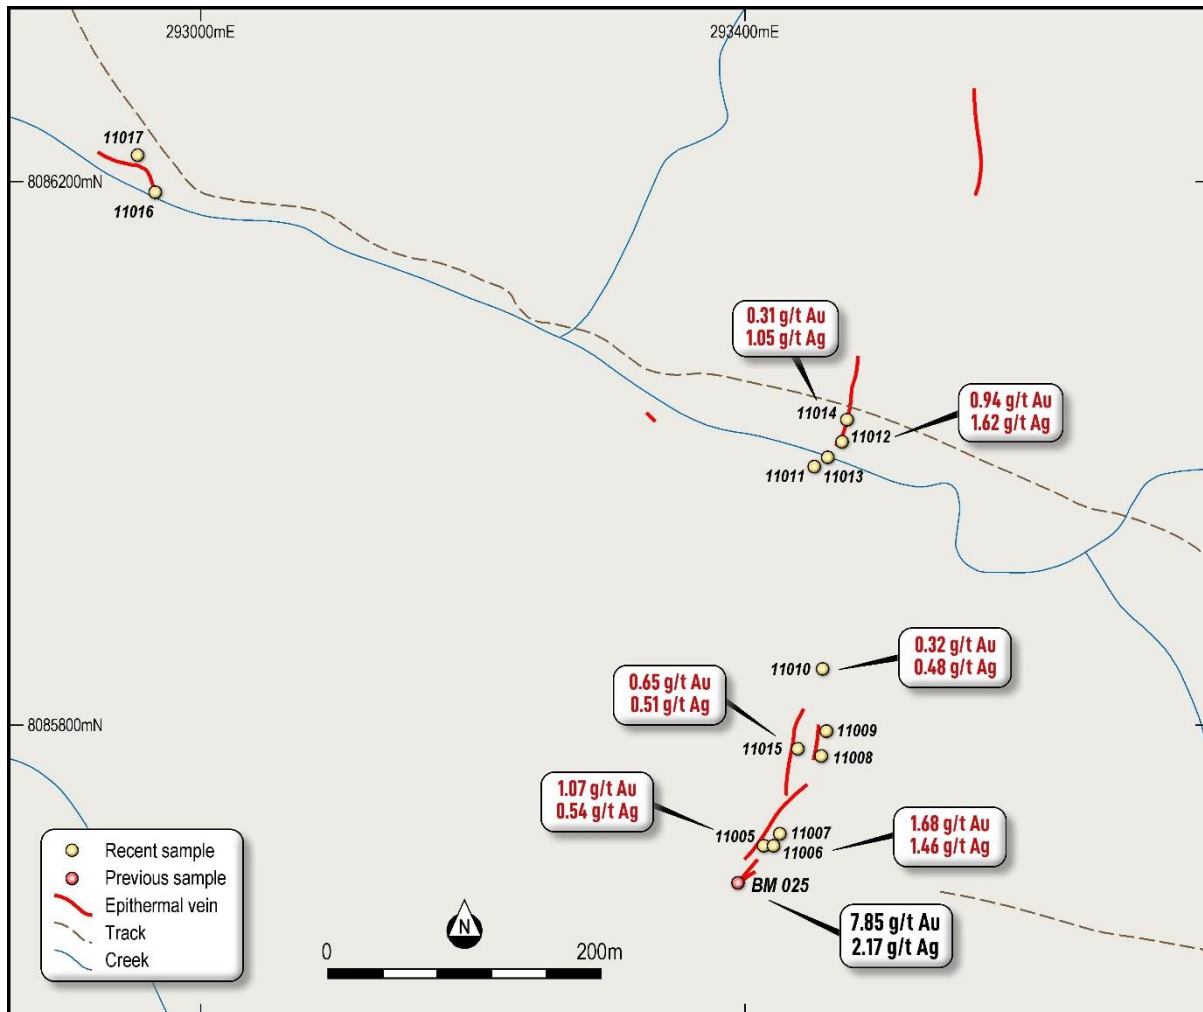 293000mE
293400mE
11017
8086200mN
11016
0.31 g/t Au
1.05 g/t Ag
0.94 g/t Au
1.62 g/t Ag
11014
11012
11011
11013
0.32 g/t Au
0.48 g/t Ag
11010
0.65 g/t Au
0.51 g/t Ag
8085800mN
11009
11015
11008
1.07 g/t Au
0.54 g/t Ag
1.68 g/t Au
1.46 g/t Ag
11007
11005
11006
BM 025
7.85 g/t Au
2.17 g/t Ag
Recent sample
Previous sample
Epithermal vein
Track
Creek
N
0
200m